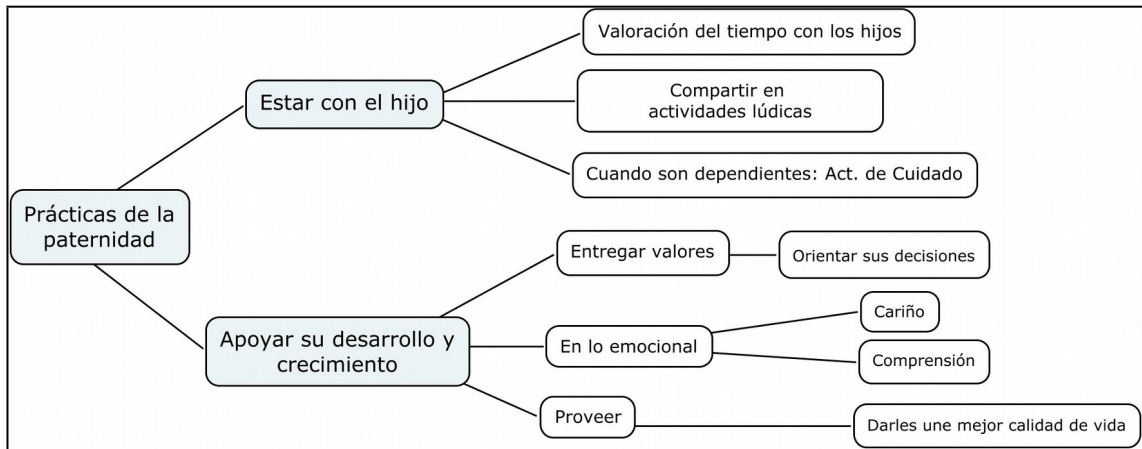 Valoración del tiempo con los hijos
Estar con el hijo
Compartir en
actividades lúdicas
Cuando son dependientes: Act. de Cuidado
Prácticas de la
paternidad
Entregar valores
Orientar sus decisiones
Apoyar su desarrollo y
crecimiento
En lo emocional
Cariño
Comprensión
Proveer
Darles une mejor calidad de vida